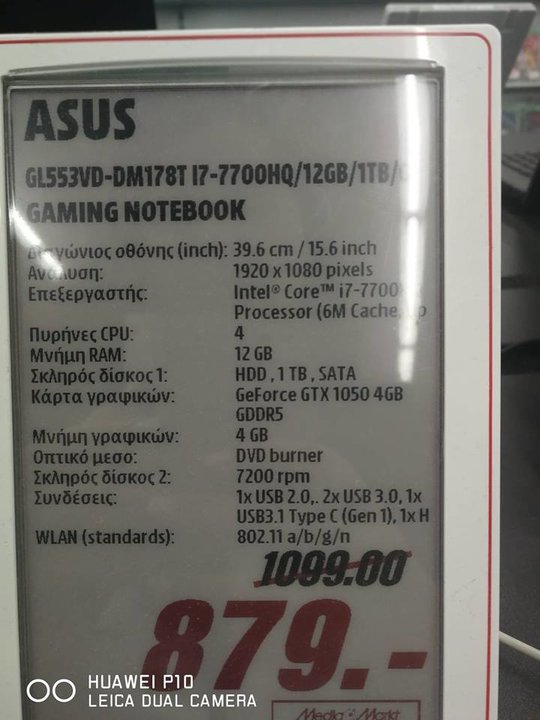 ASUS
GL553VD-DM178T I7-7700HQ/12GB/1TB/
GAMING NOTEBOOK
Διαγώνιος οθόνης (inch): 39.6 cm / 15.6 inch
Ανάλυση: 1920 x 1080 pixels
Επεξεργαστής: Intel® Core™ i7-7700
Processor (6M Cache, up
Πυρήνες CPU: 4
Μνήμη RAM: 12 GB
Σκληρός δίσκος 1: HDD , 1 TB , SATA
Κάρτα γραφικών: GeForce GTX 1050 4GB
GDDR5
Μνήμη γραφικών: 4 GB
Οπτικό μεσο: DVD burner
Σκληρός δίσκος 2: 7200 rpm
Συνδέσεις: 1x USB 2.0,. 2x USB 3.0, 1x
USB3.1 Type C (Gen 1), 1x H
WLAN (standards): 802.11 a/b/g/n
1099.00
879.-
HUAWEI P10
LEICA DUAL CAMERA
Media Markt